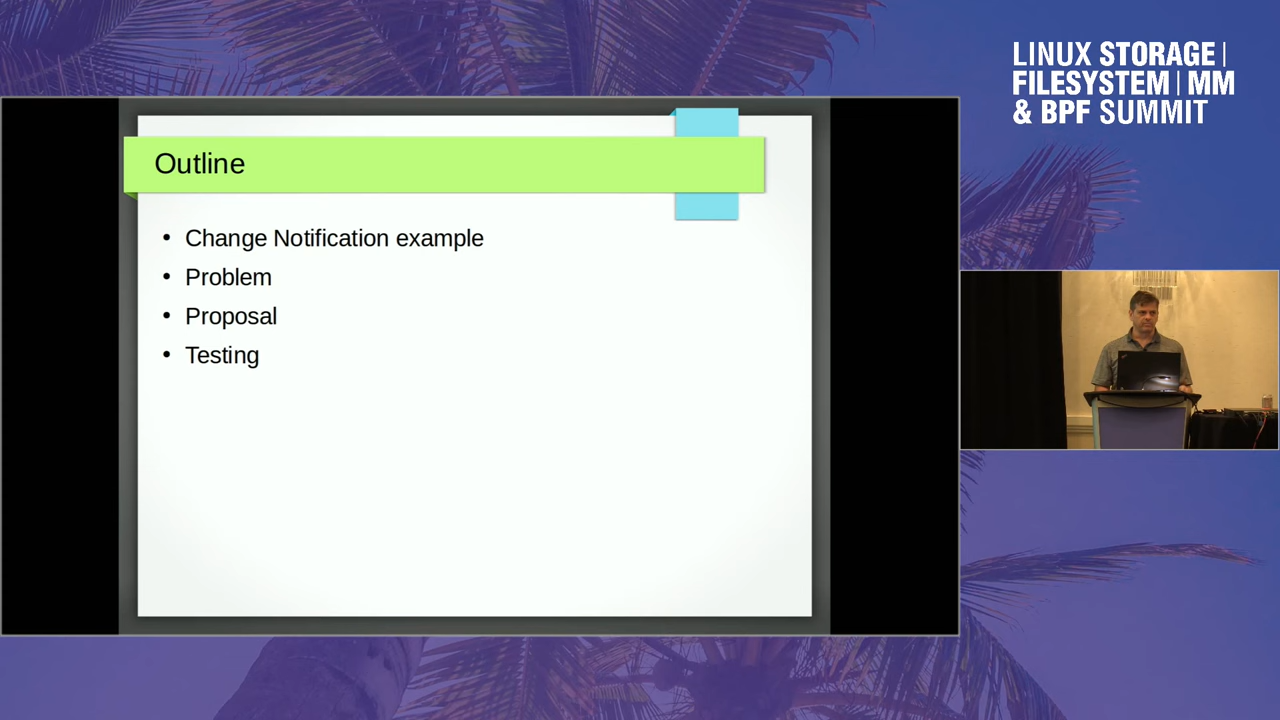 LINUX STORAGE |
FILESYSTEM | MM
& BPF SUMMIT
Outline
• Change Notification example
• Problem
• Proposal
• Testing